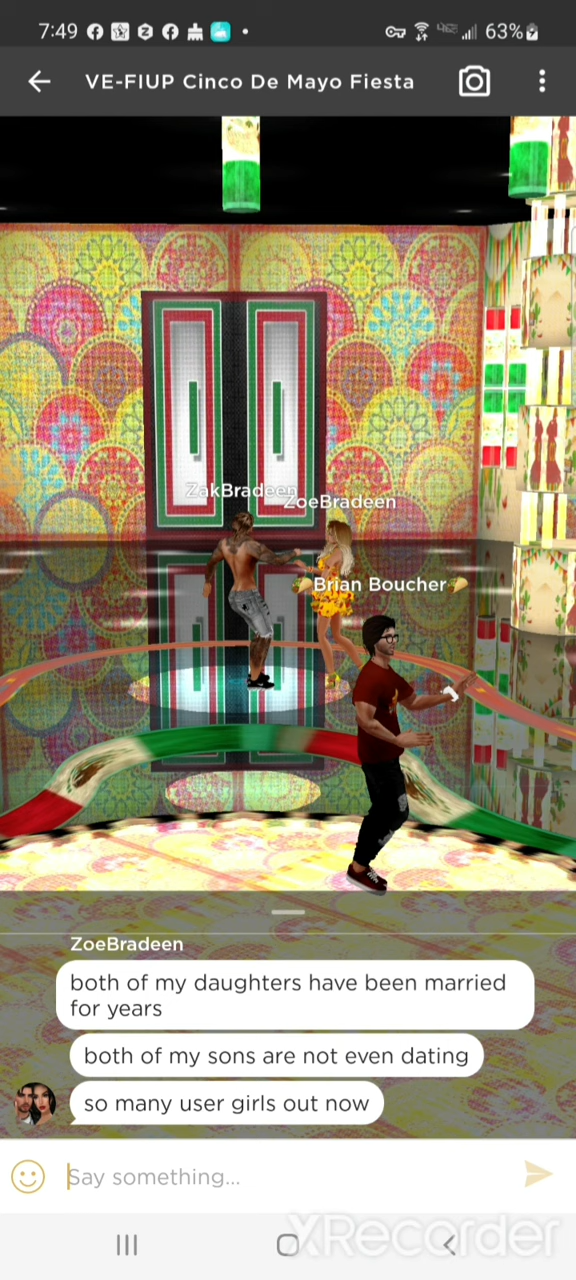 7:49
63%
VE-FIUP Cinco De Mayo Fiesta
ZakBradeen
ZoeBradeen
Brian Boucher
ZoeBradeen
both of my daughters have been married
for years
both of my sons are not even dating
so many user girls out now
Say something...
XRecorder